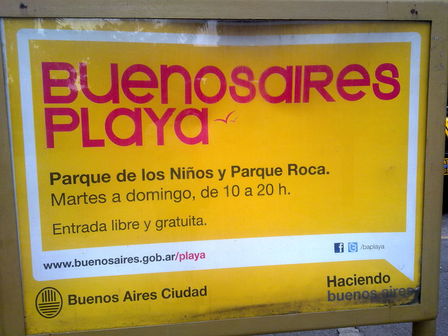 Buenosaires
Playa
Parque de los Niños y Parque Roca.
Martes a domingo, de 10 a 20 h.
Entrada libre y gratuita.
www.buenosaires.gob.ar/playa
/baplaya
Buenos Aires Ciudad
Haciendo
buenos aires